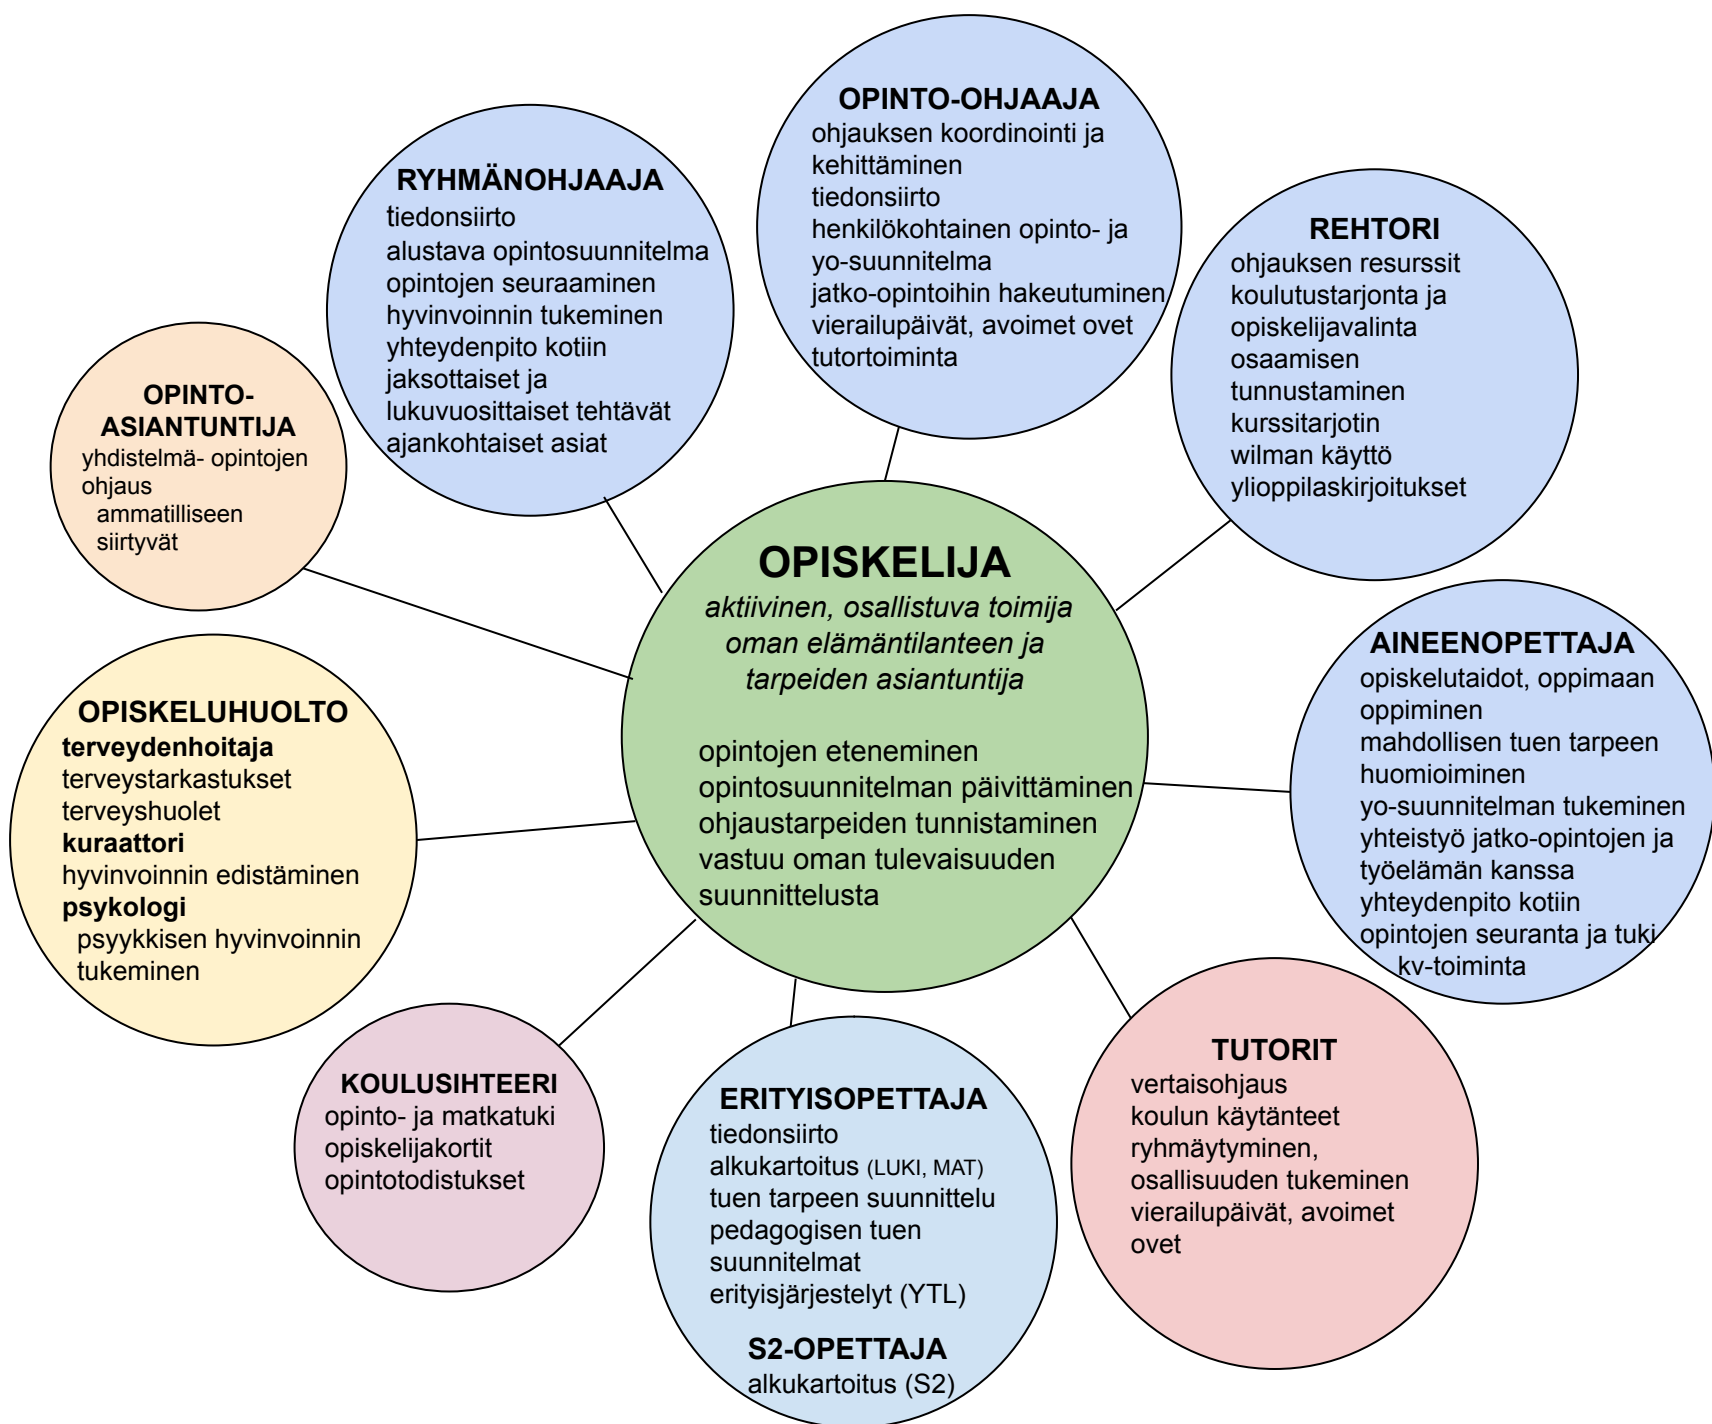 OPINTO-OHJAAJA
ohjauksen koordinointi ja
kehittäminen
tiedonsiirto
henkilökohtainen opinto- ja
yo-suunnitelma
jatko-opintoihin hakeutuminen
vierailupäivät, avoimet ovet
tutortoiminta
RYHMÄNOHJAAJA
tiedonsiirto
alustava opintosuunnitelma
opintojen seuraaminen
hyvinvoinnin tukeminen
yhteydenpito kotiin
jaksottaiset ja
lukuvuosittaiset tehtävät
ajankohtaiset asiat
REHTORI
ohjauksen resurssit
koulutustarjonta ja
opiskelijavalinta
osaamisen
tunnustaminen
kurssitarjotin
wilman käyttö
ylioppilaskirjoitukset
OPINTO-
ASIANTUNTIJA
yhdistelmä- opintojen
ohjaus
ammatilliseen
siirtyvät
OPISKELIJA
aktiivinen, osallistuva toimija
oman elämäntilanteen ja
tarpeiden asiantuntija
opintojen eteneminen
opintosuunnitelman päivittäminen
ohjaustarpeiden tunnistaminen
vastuu oman tulevaisuuden
suunnittelusta
AINEENOPETTAJA
opiskelutaidot, oppimaan
oppiminen
mahdollisen tuen tarpeen
huomioiminen
yo-suunnitelman tukeminen
yhteistyö jatko-opintojen ja
työelämän kanssa
yhteydenpito kotiin
opintojen seuranta ja tuki
kv-toiminta
OPISKELUHUOLTO
terveydenhoitaja
terveystarkastukset
terveyshuolet
kuraattori
hyvinvoinnin edistäminen
psykologi
psyykkisen hyvinvoinnin
tukeminen
KOULUSIHTEERI
opinto- ja matkatuki
opiskelijakortit
opintotodistukset
ERITYISOPETTAJA
tiedonsiirto
alkukartoitus (LUKI, MAT)
tuen tarpeen suunnittelu
pedagogisen tuen
suunnitelmat
erityisjärjestelyt (YTL)
S2-OPETTAJA
alkukartoitus (S2)
TUTORIT
vertaisohjaus
koulun käytänteet
ryhmäytyminen,
osallisuuden tukeminen
vierailupäivät, avoimet
ovet